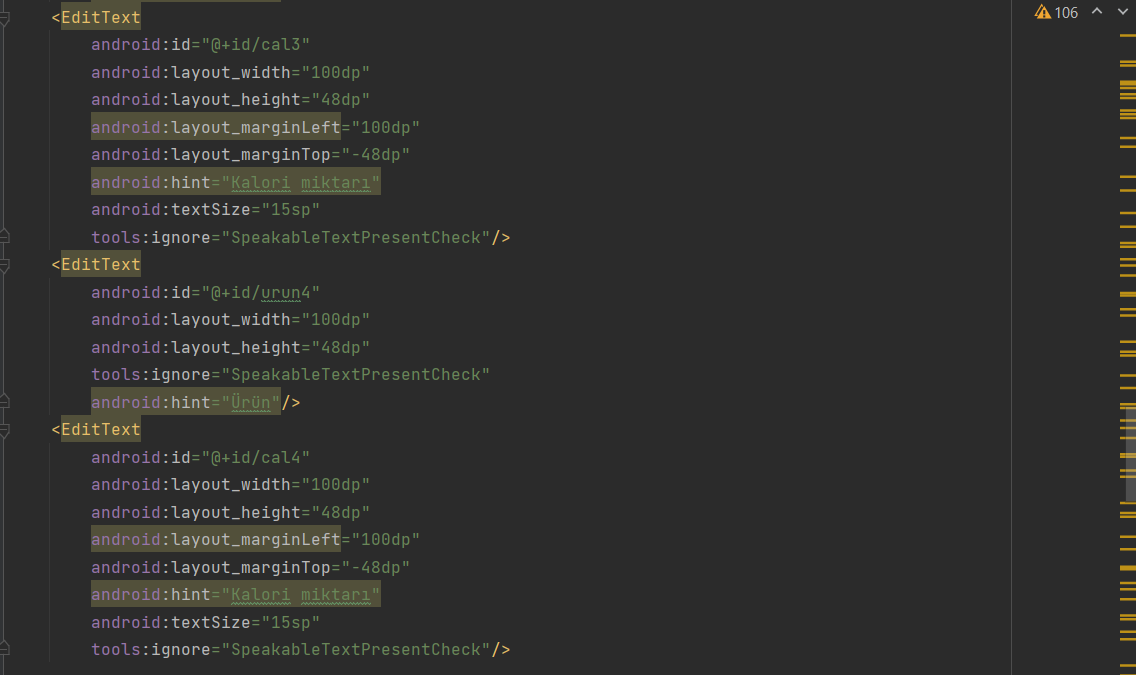 <EditText
android:id="@+id/cal3"
android:layout_width="100dp"
android:layout_height="48dp"
android:layout_marginLeft="100dp"
android:layout_marginTop="-48dp"
android:hint="Kalori miktarı"
android:textSize="15sp"
tools:ignore="SpeakableTextPresentCheck"/>
<EditText
android:id="@+id/urun4"
android:layout_width="100dp"
android:layout_height="48dp"
tools:ignore="SpeakableTextPresentCheck"
android:hint="Ürün"/>
<EditText
android:id="@+id/cal4"
android:layout_width="100dp"
android:layout_height="48dp"
android:layout_marginLeft="100dp"
android:layout_marginTop="-48dp"
android:hint="Kalori miktarı"
android:textSize="15sp"
tools:ignore="SpeakableTextPresentCheck"/>
106